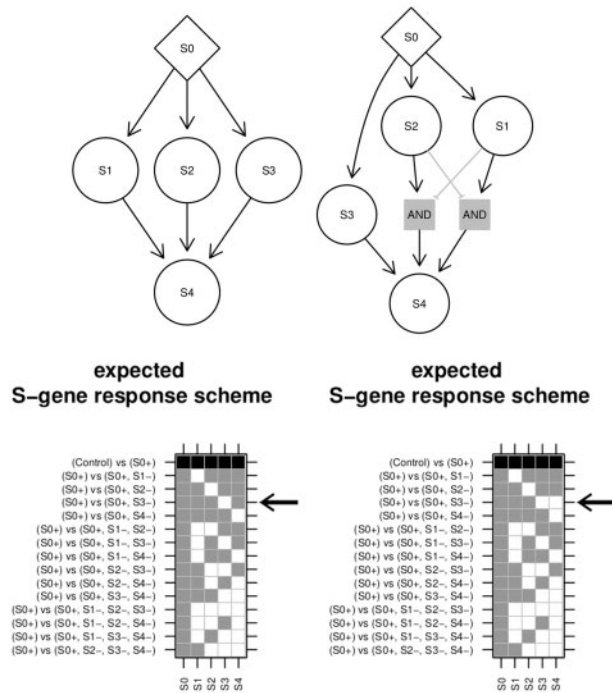 S0
S1
S2
S3
S4
S0
S2
S1
S3
AND
AND
S4
expected
S−gene response scheme
(Control) vs (S0+)
(S0+) vs (S0+, S1−)
(S0+) vs (S0+, S2−)
(S0+) vs (S0+, S3−)
(S0+) vs (S0+, S4−)
(S0+) vs (S0+, S1−, S2−)
(S0+) vs (S0+, S1−, S3−)
(S0+) vs (S0+, S1−, S4−)
(S0+) vs (S0+, S2−, S3−)
(S0+) vs (S0+, S2−, S4−)
(S0+) vs (S0+, S3−, S4−)
(S0+) vs (S0+, S1−, S2−, S3−)
(S0+) vs (S0+, S1−, S2−, S4−)
(S0+) vs (S0+, S1−, S3−, S4−)
(S0+) vs (S0+, S2−, S3−, S4−)
S0
S1
S2
S3
S4
expected
S−gene response scheme
(Control) vs (S0+)
(S0+) vs (S0+, S1−)
(S0+) vs (S0+, S2−)
(S0+) vs (S0+, S3−)
(S0+) vs (S0+, S4−)
(S0+) vs (S0+, S1−, S2−)
(S0+) vs (S0+, S1−, S3−)
(S0+) vs (S0+, S1−, S4−)
(S0+) vs (S0+, S2−, S3−)
(S0+) vs (S0+, S2−, S4−)
(S0+) vs (S0+, S3−, S4−)
(S0+) vs (S0+, S1−, S2−, S3−)
(S0+) vs (S0+, S1−, S2−, S4−)
(S0+) vs (S0+, S1−, S3−, S4−)
(S0+) vs (S0+, S2−, S3−, S4−)
S0
S1
S2
S3
S4